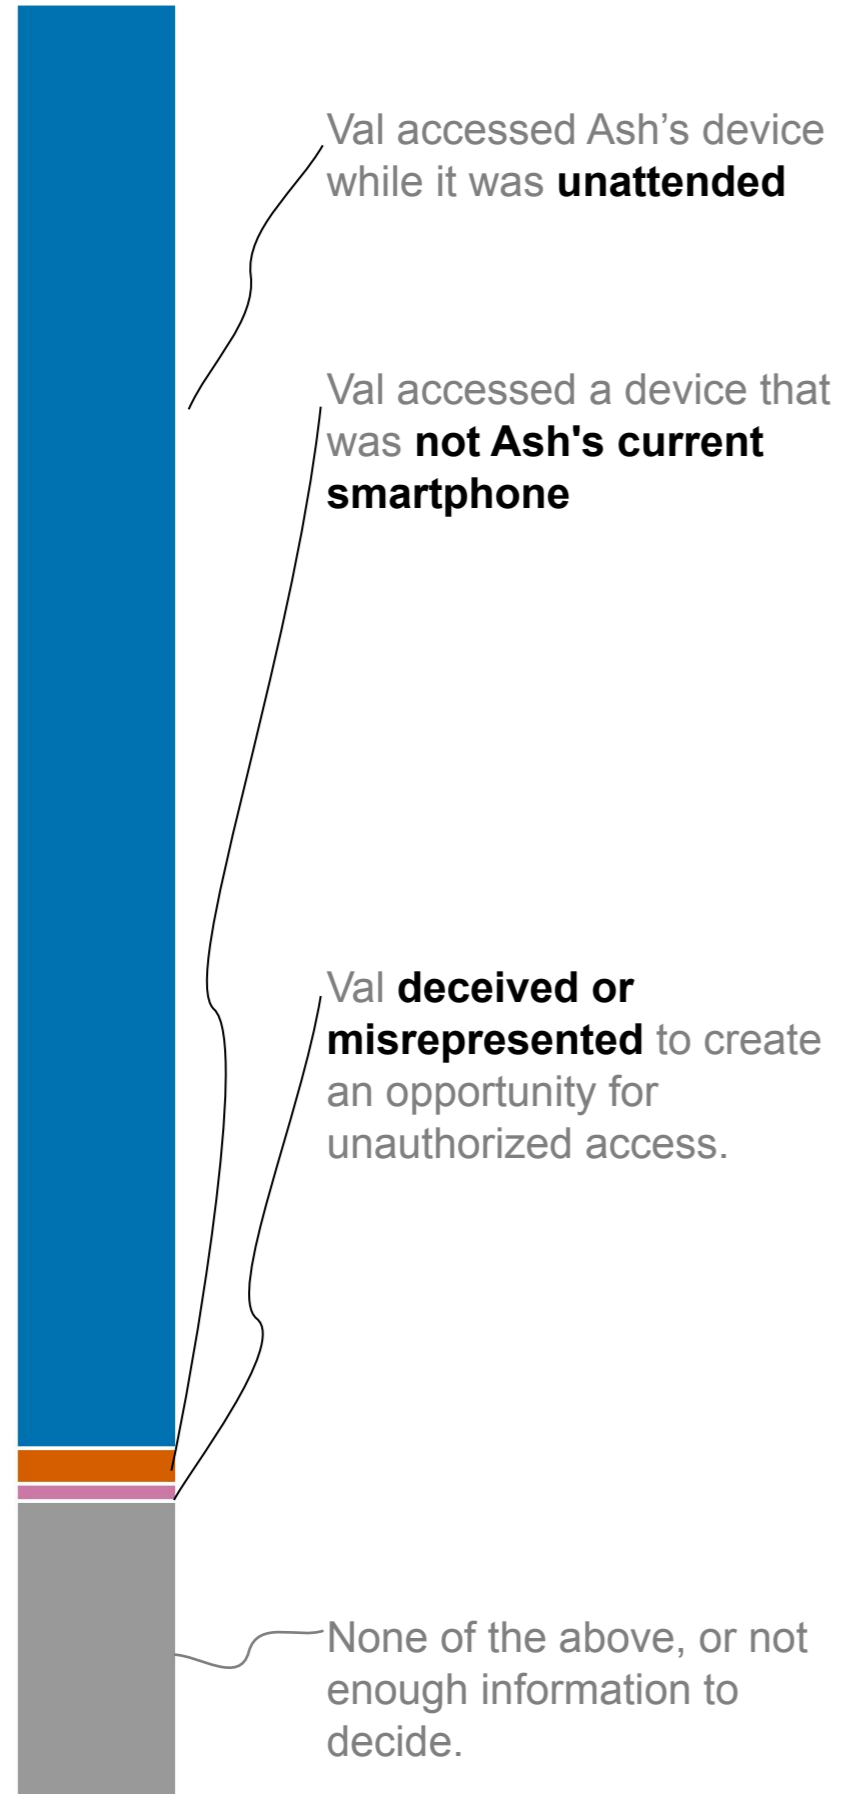 Val accessed Ash’s device
while it was unattended
Val accessed a device that
was not Ash's current
smartphone
Val deceived or
misrepresented to create
an opportunity for
unauthorized access.
None of the above, or not
enough information to
decide.